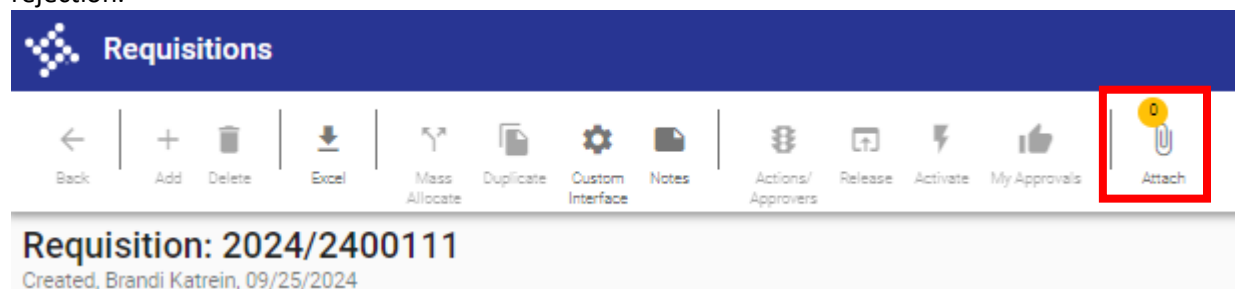 rejection.
Requisitions
0
Back Add Delete Excel Mass Allocate Duplicate Custom Interface Notes Actions/ Approvers Release Activate My Approvals Attach
Requisition: 2024/2400111
Created, Brandi Katrein, 09/25/2024